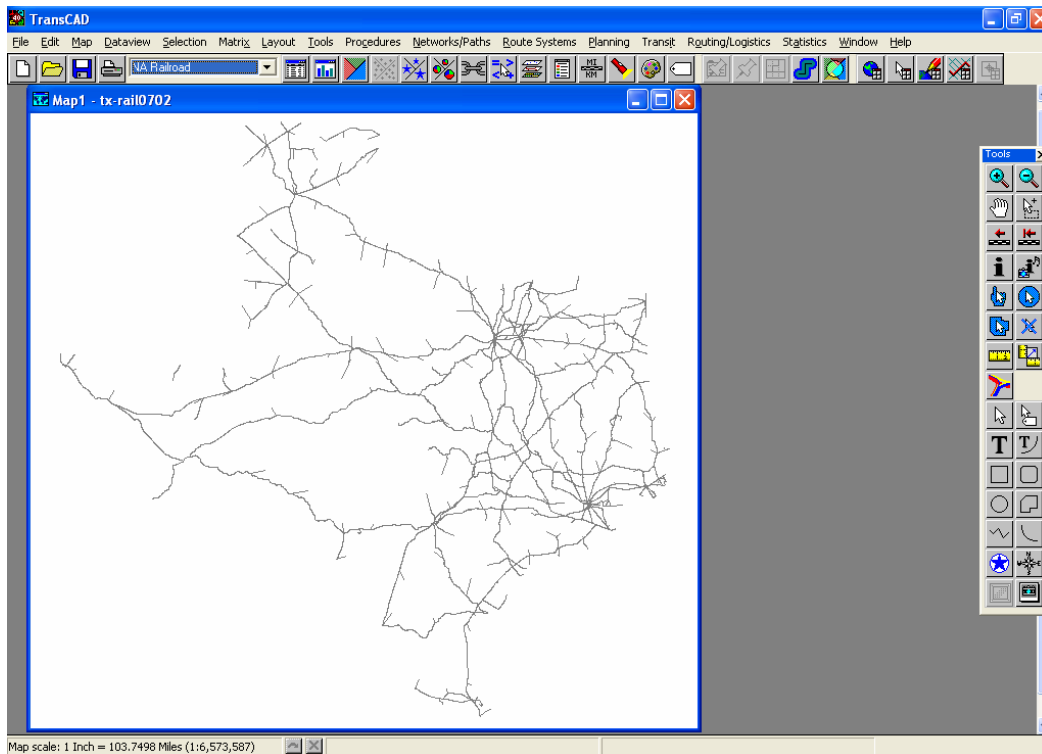 TransCAD
File Edit Map Dataview Selection Matrix Layout Tools Procedures Networks/Paths Route Systems Planning Transit Routing/Logistics Statistics Window Help
NA Railroad
MI
KM
Map1 - tx-rail0702
Tools
T T
Map scale: 1 Inch = 103.7498 Miles (1:6,573,587)